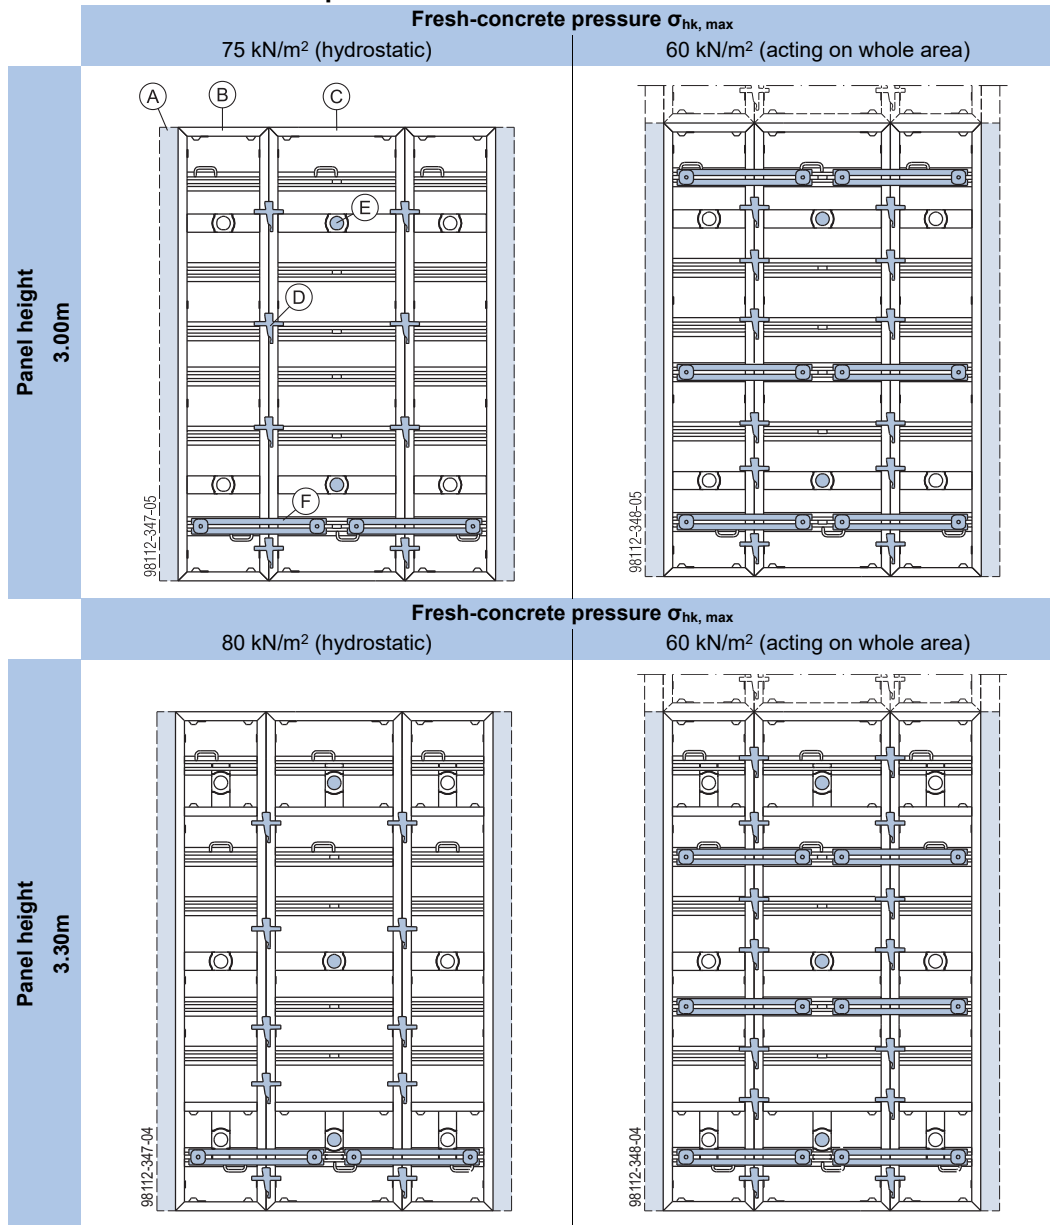 Fresh-concrete pressure σhk, max
75 kN/m² (hydrostatic)
60 kN/m² (acting on whole area)
Panel height
3.00m
A
B
C
E
D
F
98112-347-05
98112-348-05
Fresh-concrete pressure σhk, max
80 kN/m² (hydrostatic)
60 kN/m² (acting on whole area)
Panel height
3.30m
98112-347-04
98112-348-04